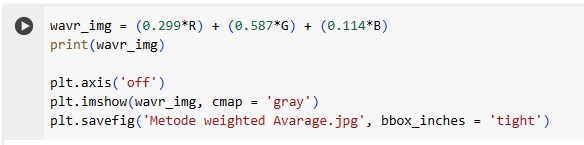 wavr_img = (0.299*R) + (0.587*G) + (0.114*B)
print(wavr_img)
plt.axis('off')
plt.imshow(wavr_img, cmap = 'gray')
plt.savefig('Metode weighted Avarage.jpg', bbox_inches = 'tight')